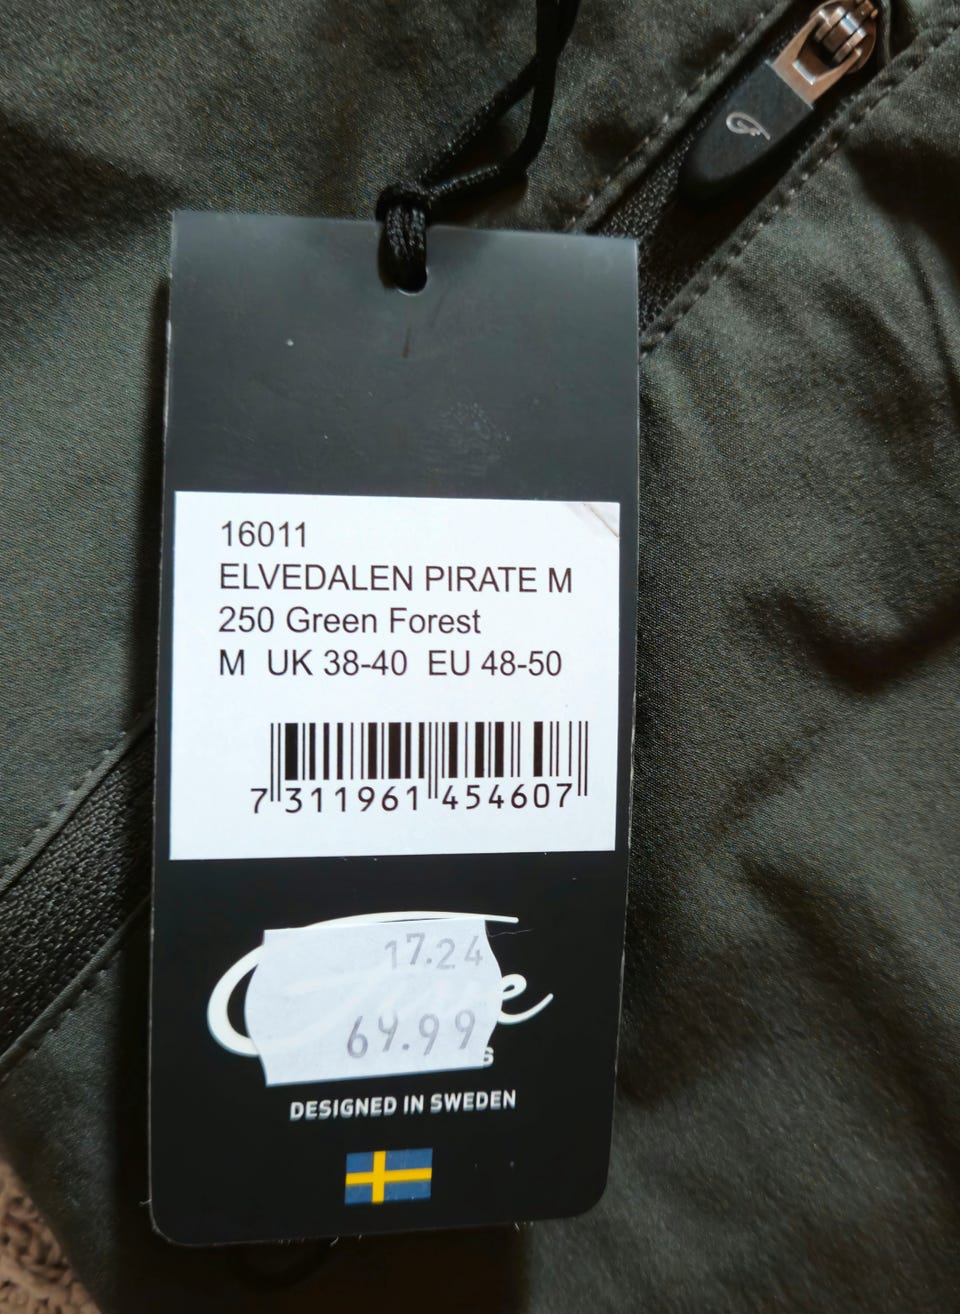 16011
ELVEDALEN PIRATE M
250 Green Forest
M UK 38-40 EU 48-50
7 311961 454607
17.24
69.99
DESIGNED IN SWEDEN